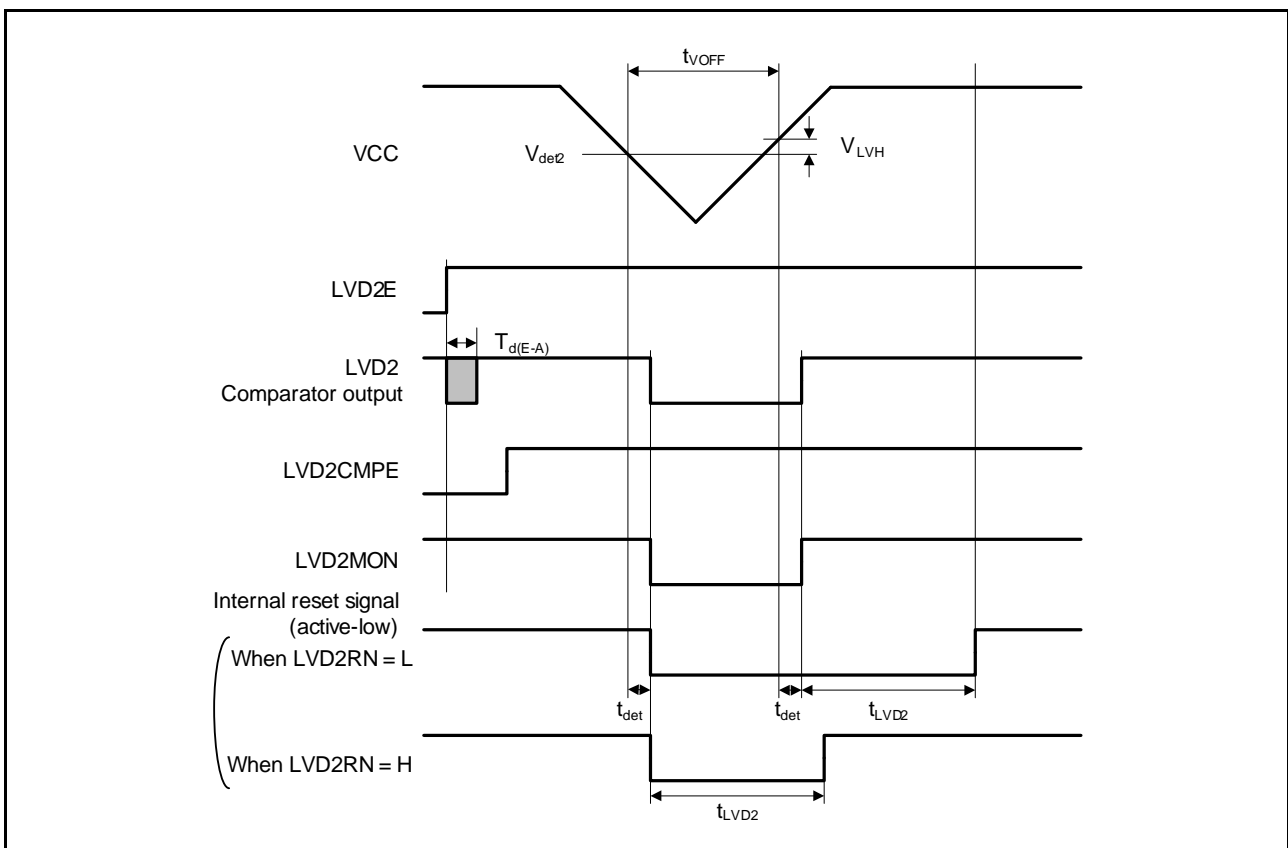 tVOFF
VCC
Vdet2
VLVH
LVD2E
Td(E-A)
LVD2
Comparator output
LVD2CMPE
LVD2MON
Internal reset signal
(active-low)
When LVD2RN = L
tdet
tdet
tLVD2
When LVD2RN = H
tLVD2